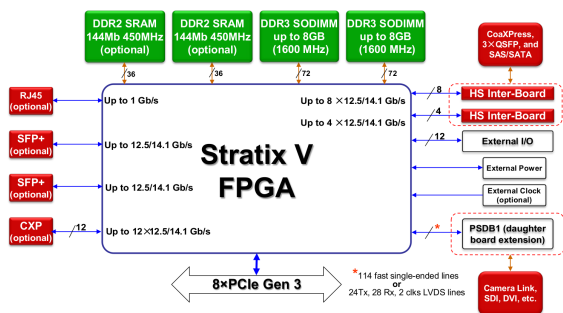 DDR2 SRAM
144Mb 450MHz
(optional)
DDR2 SRAM
144Mb 450MHz
(optional)
DDR3 SODIMM
up to 8GB
(1600 MHz)
DDR3 SODIMM
up to 8GB
(1600 MHz)
CoaXPress,
3×QSFP, and
SAS/SATA
36
36
72
72
RJ45
(optional)
Up to 1 Gb/s
Up to 8 ×12.5/14.1 Gb/s
8
HS Inter-Board
Up to 4 ×12.5/14.1 Gb/s
4
HS Inter-Board
SFP+
(optional)
Up to 12.5/14.1 Gb/s
12
External I/O
Stratix V
FPGA
External Power
SFP+
(optional)
Up to 12.5/14.1 Gb/s
External Clock
(optional)
CXP
(optional)
12
Up to 12×12.5/14.1 Gb/s
*
PSDB1 (daughter
board extension)
8×PCIe Gen 3
*114 fast single-ended lines
or
24Tx, 28 Rx, 2 clks LVDS lines
Camera Link,
SDI, DVI, etc.